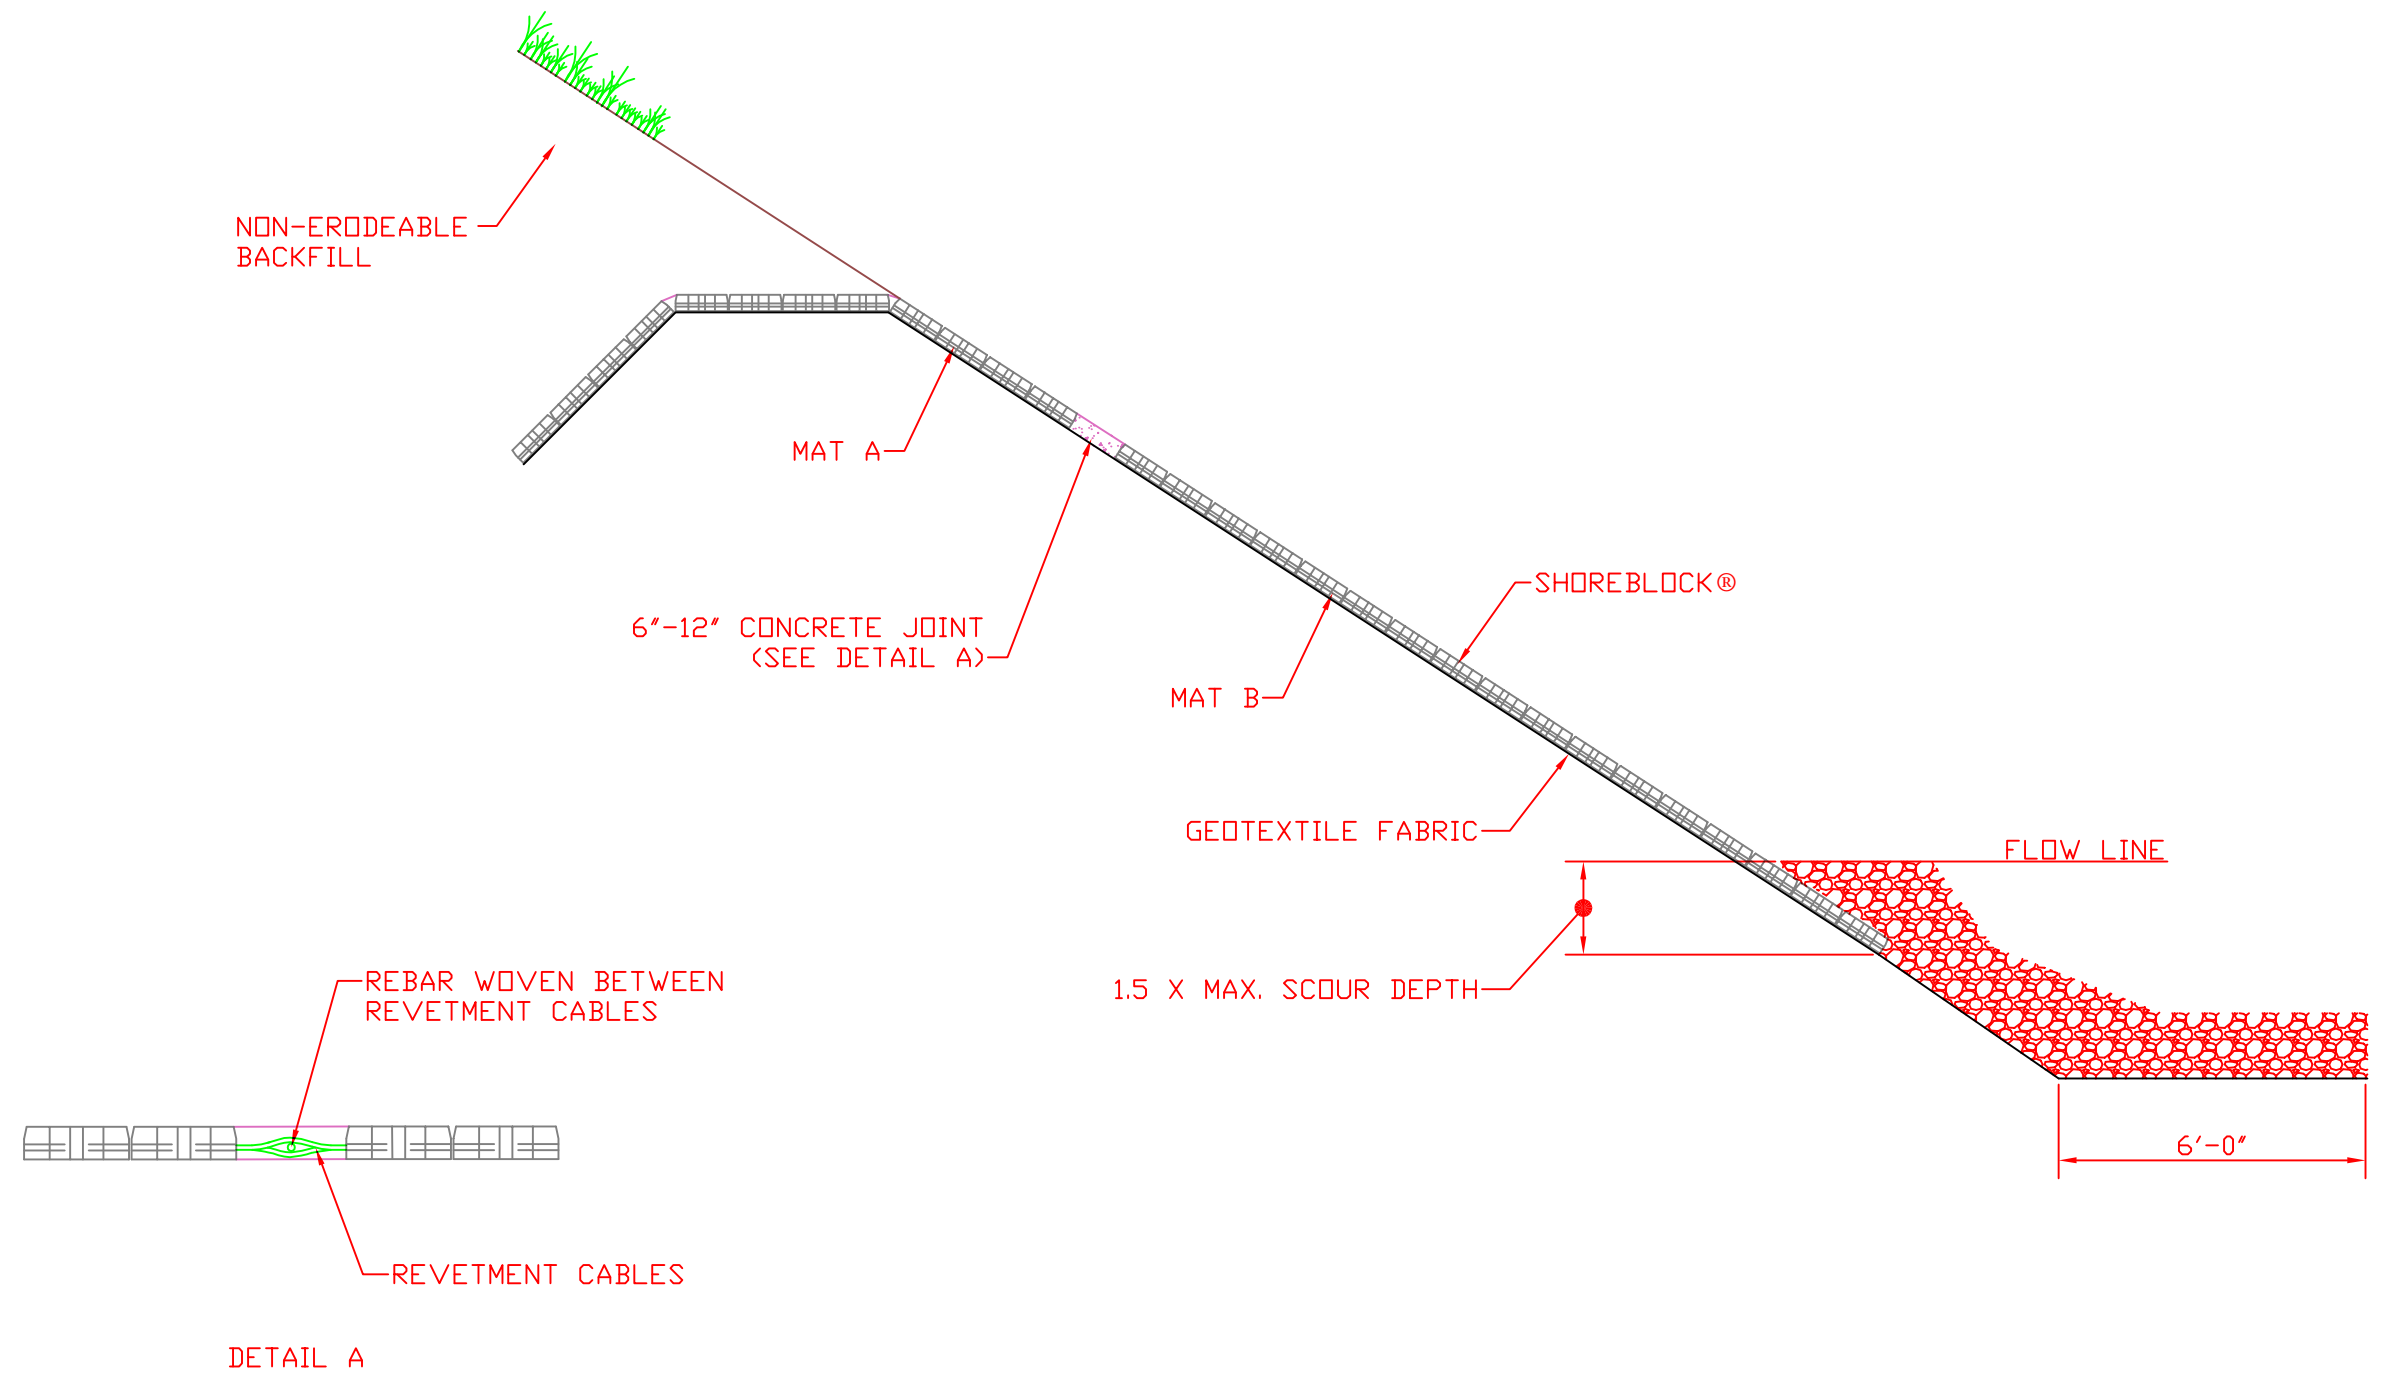 NON-ERODEABLE
BACKFILL
MAT A
6"-12" CONCRETE JOINT
(SEE DETAIL A)
SHOREBLOCK®
MAT B
GEOTEXTILE FABRIC
FLOW LINE
1.5 X MAX. SCOUR DEPTH
6'-0"
REBAR WOVEN BETWEEN
REVETMENT CABLES
REVETMENT CABLES
DETAIL A